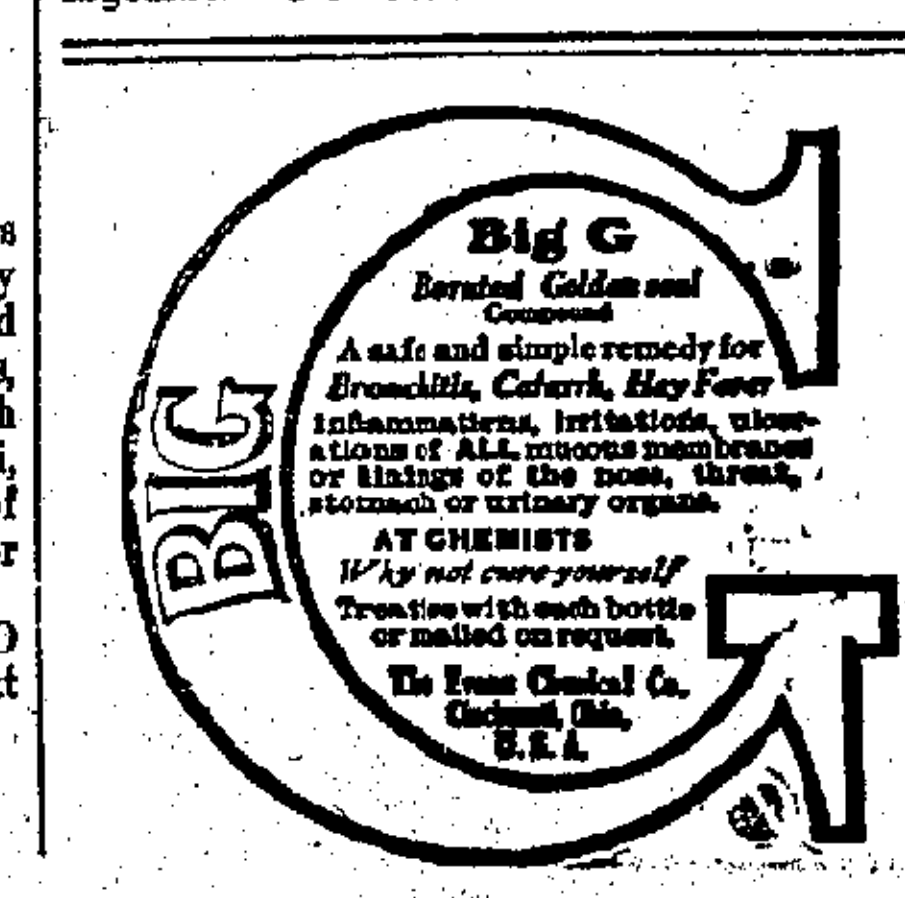 BIG
Big G
Borated Goldenseal
Compound
A safe and simple remedy for
Bronchitis, Catarrh, Hay Fever
Inflammations, irritations, ulcer-
ations of ALL mucous membranes
or linings of the nose, throat,
stomach or urinary organs.
AT CHEMISTS
Why not cure yourself
Treatise with each bottle
or mailed on request.
The Evans Chemical Co.
Cincinnati, Ohio,
U. S. A.